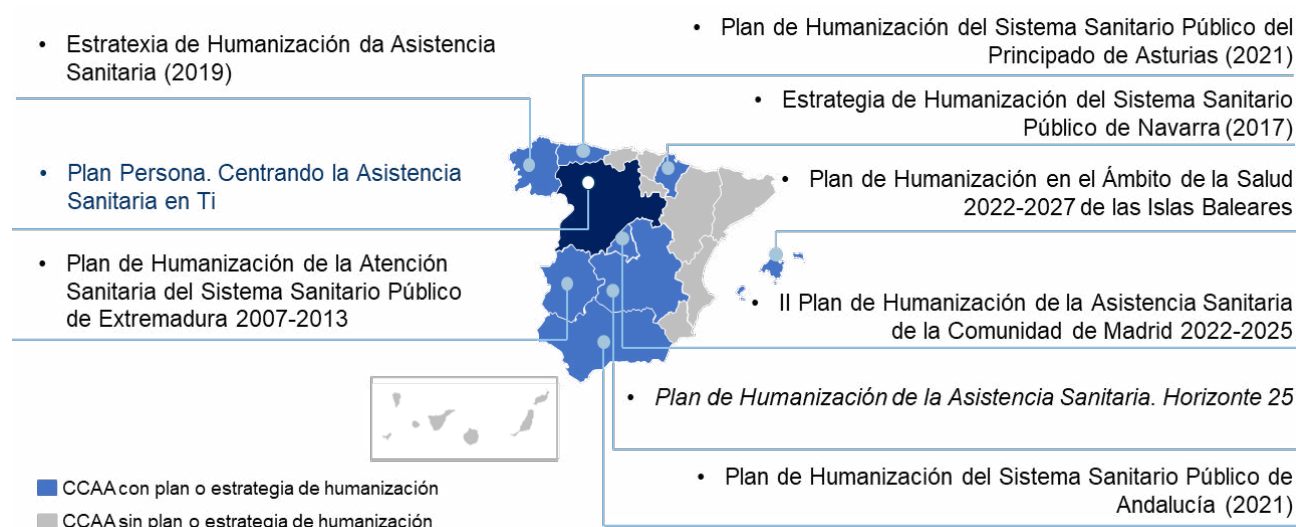 • Estratexia de Humanización da Asistencia
Sanitaria (2019)
• Plan Persona. Centrando la Asistencia
Sanitaria en Ti
• Plan de Humanización de la Atención
Sanitaria del Sistema Sanitario Público
de Extremadura 2007-2013
• Plan de Humanización del Sistema Sanitario Público del
Principado de Asturias (2021)
• Estrategia de Humanización del Sistema Sanitario
Público de Navarra (2017)
• Plan de Humanización en el Ámbito de la Salud
2022-2027 de las Islas Baleares
• II Plan de Humanización de la Asistencia Sanitaria
de la Comunidad de Madrid 2022-2025
• Plan de Humanización de la Asistencia Sanitaria. Horizonte 25
• Plan de Humanización del Sistema Sanitario Público de
Andalucía (2021)
CCAA con plan o estrategia de humanización
CCAA sin plan o estrategia de humanización